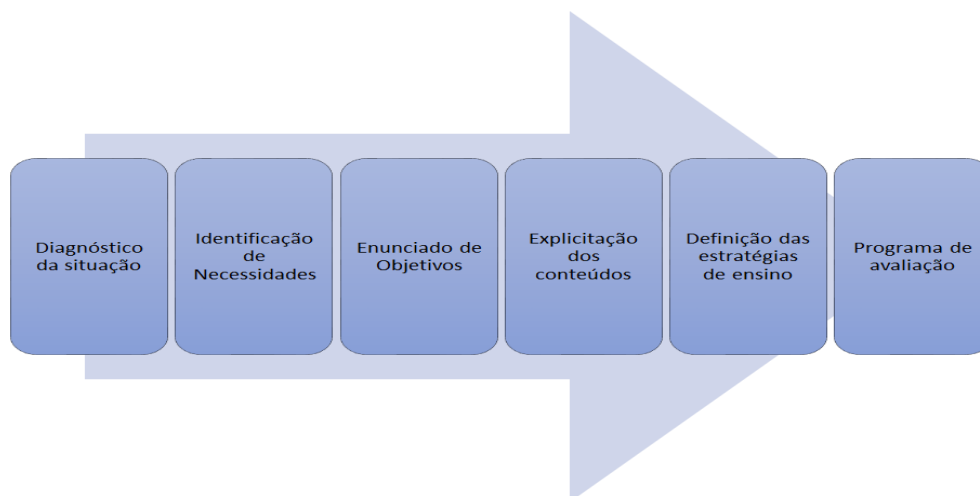 Diagnóstico
da situação
Identificação
de
Necessidades
Enunciado de
Objetivos
Explicitação
dos
conteúdos
Definição das
estratégias
de ensino
Programa de
avaliação